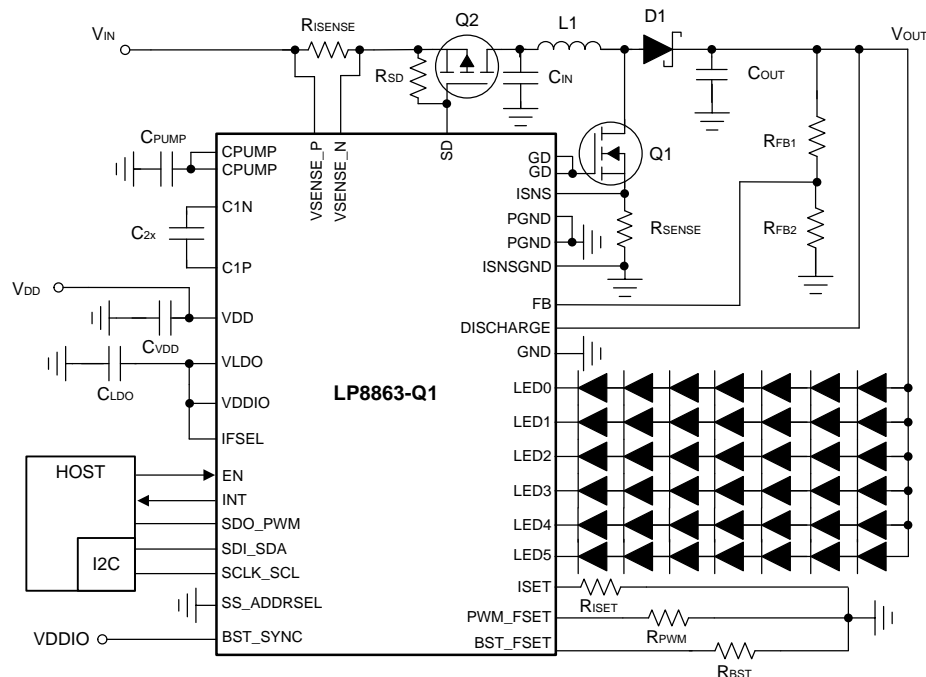 VIN
RISENSE
Q2
L1
D1
VOUT
RSD
CIN
COUT
CPUMP
CPUMP
CPUMP
VSENSE_P
VSENSE_N
SD
GD
GD
Q1
RFB1
C1N
ISNS
C2x
PGND
PGND
RSENSE
RFB2
C1P
ISNSGND
VDD
VDD
CVDD
FB
DISCHARGE
VLDO
CLDO
GND
VDDIO
LP8863-Q1
LED0
IFSEL
LED1
HOST
EN
LED2
INT
LED3
SDO_PWM
LED4
I2C
SDI_SDA
LED5
SCLK_SCL
ISET
RISET
SS_ADDRSEL
PWM_FSET
RPWM
VDDIO
BST_SYNC
BST_FSET
RBST